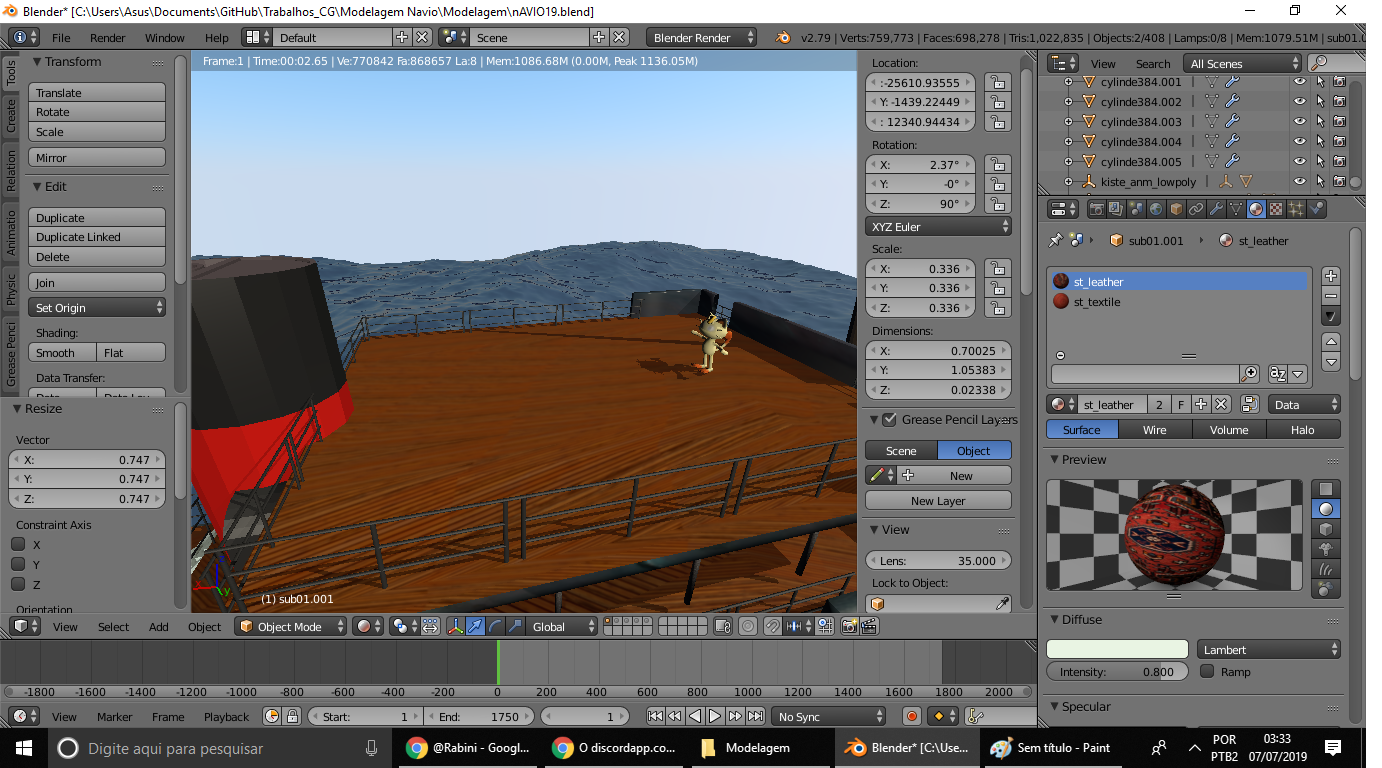 Blender* [C:\Users\Asus\Documents\GitHub\Trabalhos_CG\Modelagem Navio\Modelagem\nAVIO19.blend]
File Render Window Help Default Scene Blender Render v2.79 | Verts:759,773 | Faces:698,278 | Tris:1,022,835 | Objects:2/408 | Lamps:0/8 | Mem:1079.51M | sub01.0
Frame:1 | Time:00:02.65 | Ve:770842 Fa:868657 La:8 | Mem:1086.68M (0.00M, Peak 1136.05M)
Tools
Create
Relation
Animatio
Physic
Grease Penci
Transform
Translate
Rotate
Scale
Mirror
Edit
Duplicate
Duplicate Linked
Delete
Join
Set Origin
Shading:
Smooth Flat
Data Transfer:
Resize
Vector
X: 0.747
Y: 0.747
Z: 0.747
Constraint Axis
X
Y
Z
Orientation
y
(1) sub01.001
Location:
:-25610.93555
Y: -1439.22449
: 12340.94434
Rotation:
X: 2.37°
Y: -0°
Z: 90°
XYZ Euler
Scale:
X: 0.336
Y: 0.336
Z: 0.336
Dimensions:
X: 0.70025
Y: 1.05383
Z: 0.02338
Grease Pencil Layers
Scene Object
New
New Layer
View
Lens: 35.000
Lock to Object:
View Search All Scenes
cylinde384.001
cylinde384.002
cylinde384.003
cylinde384.004
cylinde384.005
kiste_anm_lowpoly
sub01.001 st_leather
st_leather
st_textile
st_leather 2 F Data
Surface Wire Volume Halo
Preview
Diffuse
Lambert
Intensity: 0.800 Ramp
Specular
View Select Add Object Object Mode Global
-1800 -1600 -1400 -1200 -1000 -800 -600 -400 -200 0 200 400 600 800 1000 1200 1400 1600 1800 2000
View Marker Frame Playback Start: 1 End: 1750 1 No Sync
Digite aqui para pesquisar @Rabini - Googl... O discordapp.co... Modelagem Blender* [C:\Use... Sem título - Paint
POR 03:33
PTB2 07/07/2019